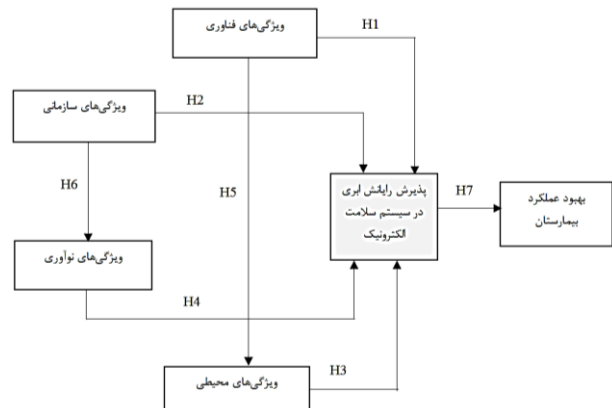 ویژگی‌های فناوری
H1
ویژگی‌های سازمانی
H2
H6
H5
پذیرش رایانش ابری
در سیستم سلامت
الکترونیک
H7
بهبود عملکرد
بیمارستان
ویژگی‌های نوآوری
H4
ویژگی‌های محیطی
H3